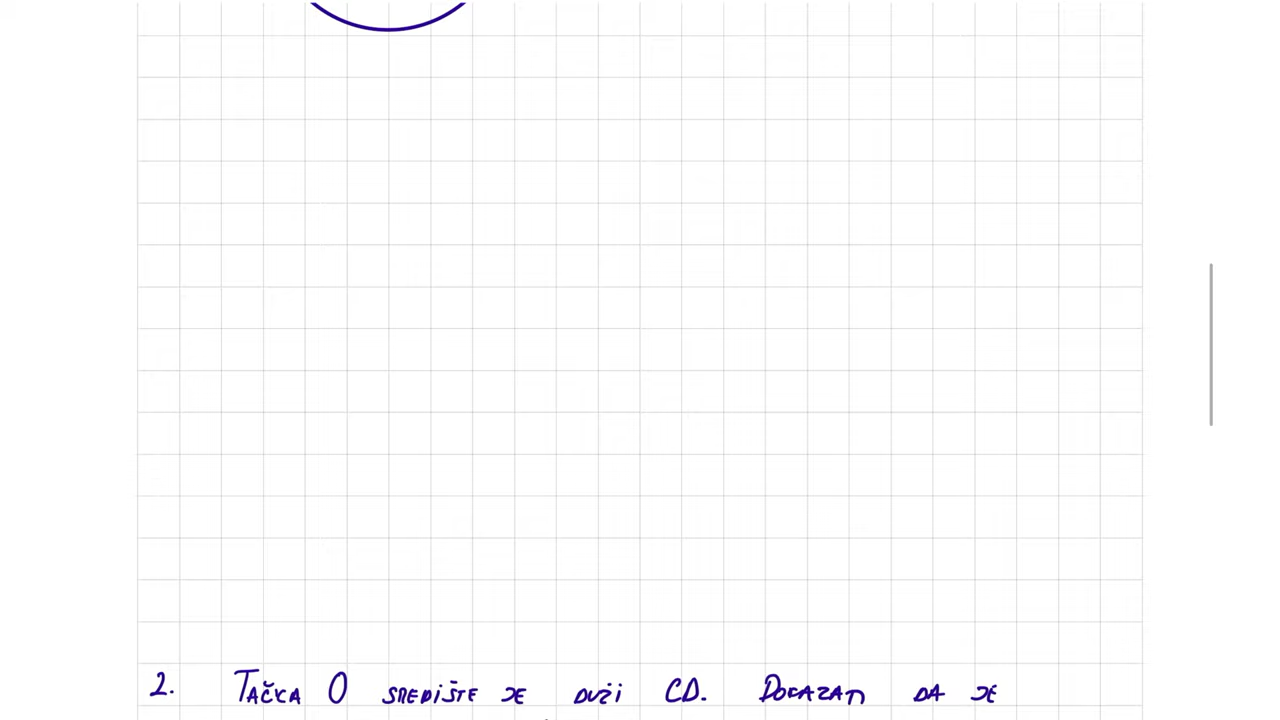 2. TAČKA O SREDIŠTE JE DUŽI CD. DOKAZATI DA JE